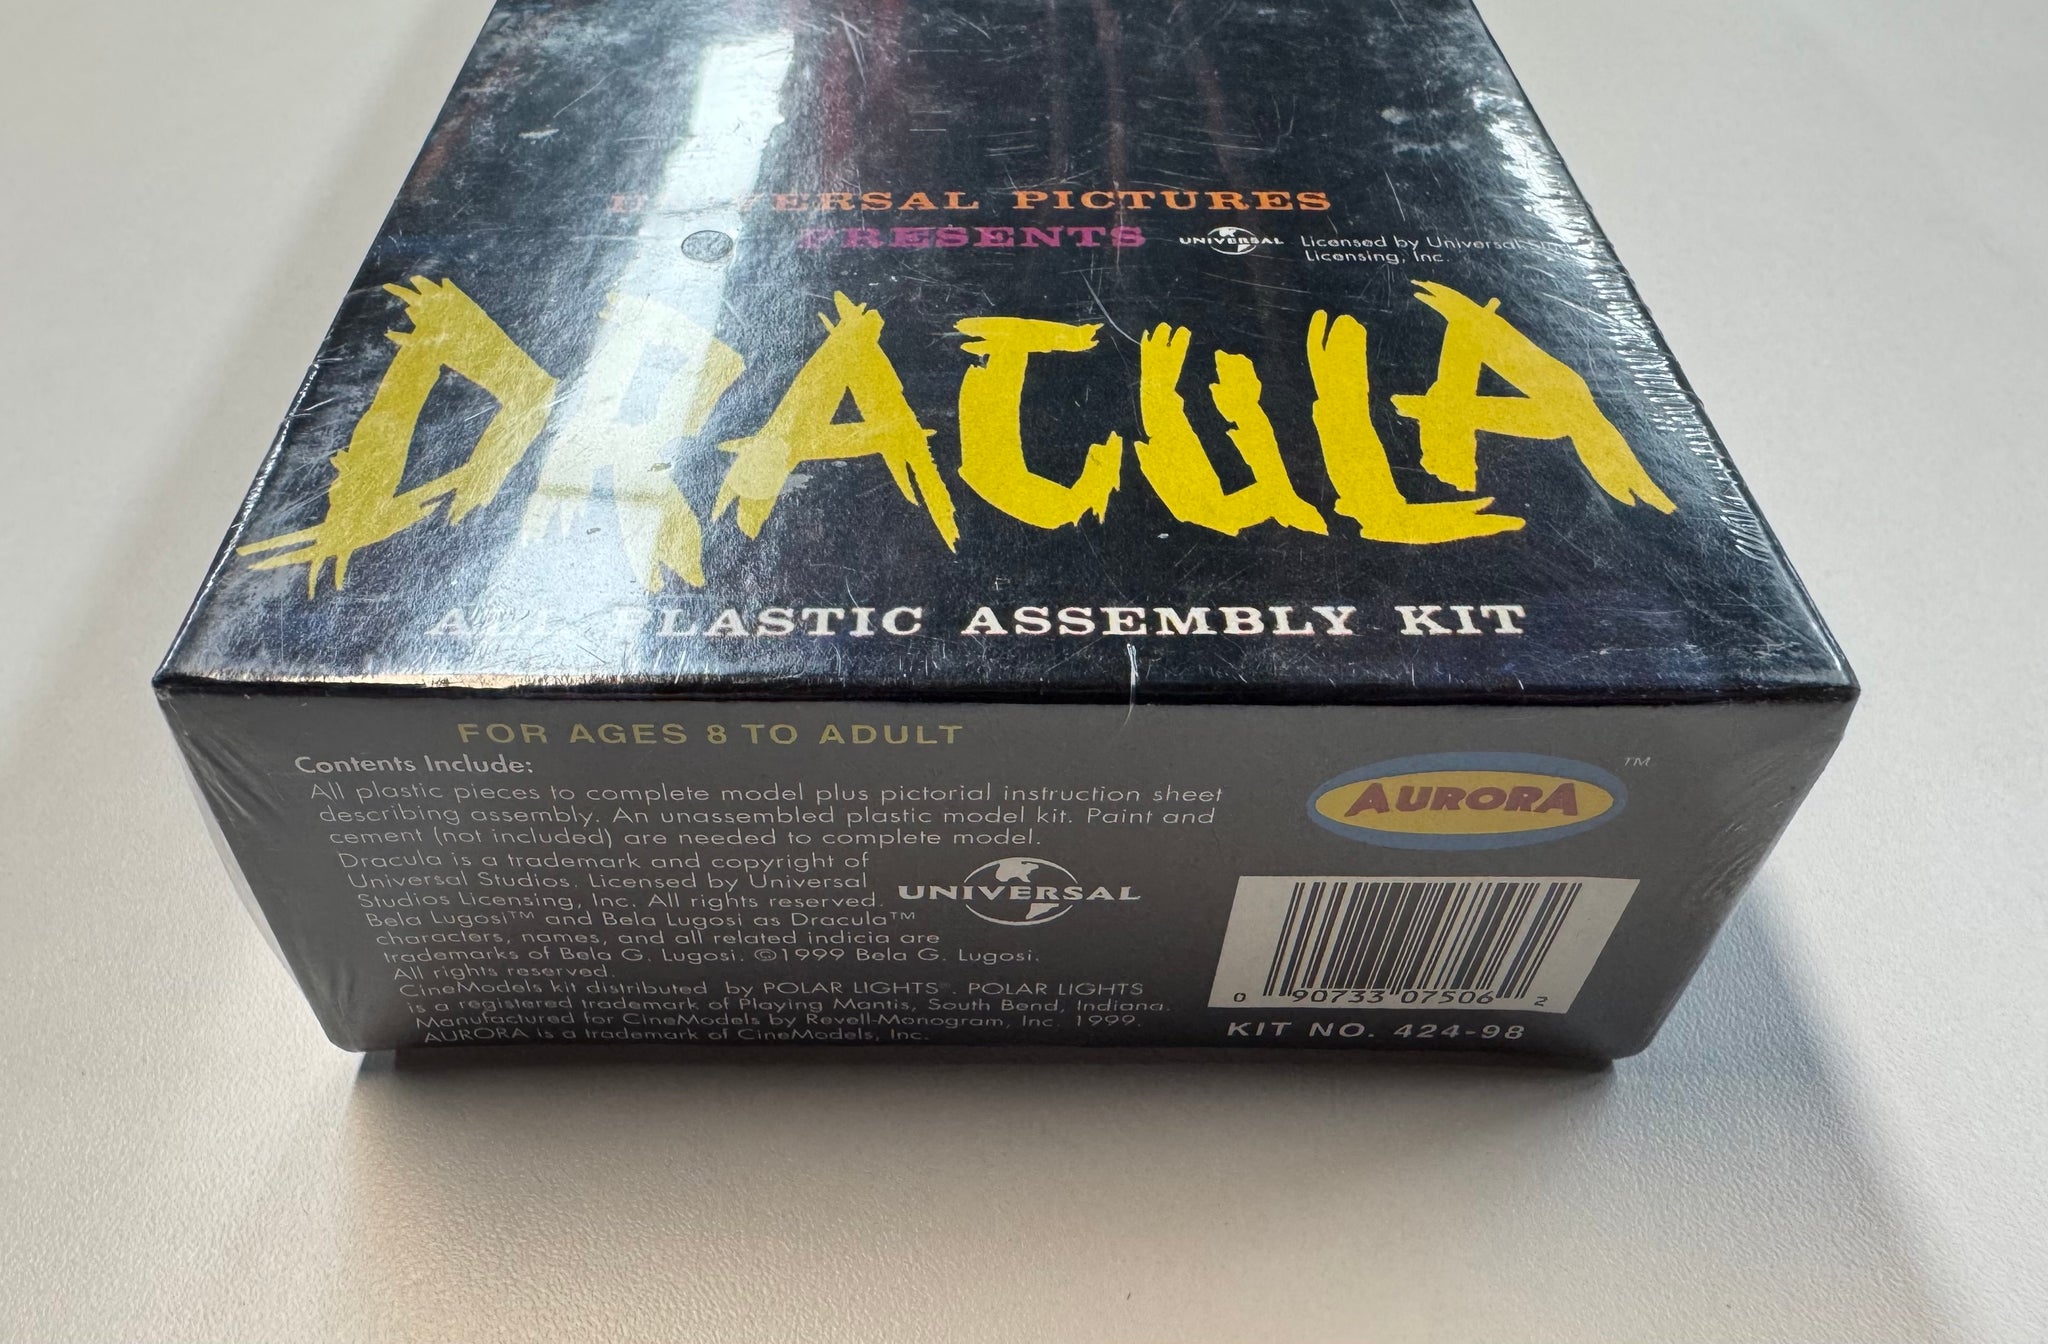 UNIVERSAL PICTURES
PRESENTS
UNIVERSAL
Licensed by Universal
Licensing, Inc.
DRACULA
ALL PLASTIC ASSEMBLY KIT
FOR AGES 8 TO ADULT
Contents Include:
All plastic pieces to complete model plus pictorial instruction sheet
describing assembly. An unassembled plastic model kit. Paint and
cement (not included) are needed to complete model.
Dracula is a trademark and copyright of
Universal Studios. Licensed by Universal
Studios Licensing, Inc. All rights reserved.
Bela Lugosi™ and Bela Lugosi as Dracula™
characters, names, and all related indicia are
trademarks of Bela G. Lugosi. ©1999 Bela G. Lugosi.
All rights reserved.
CineModels kit distributed by POLAR LIGHTS®. POLAR LIGHTS
is a registered trademark of Playing Mantis, South Bend, Indiana.
Manufactured for CineModels by Revell-Monogram, Inc. 1999.
AURORA is a trademark of CineModels, Inc.
UNIVERSAL
AURORA™
0 90733 07506 2
KIT NO. 424-98